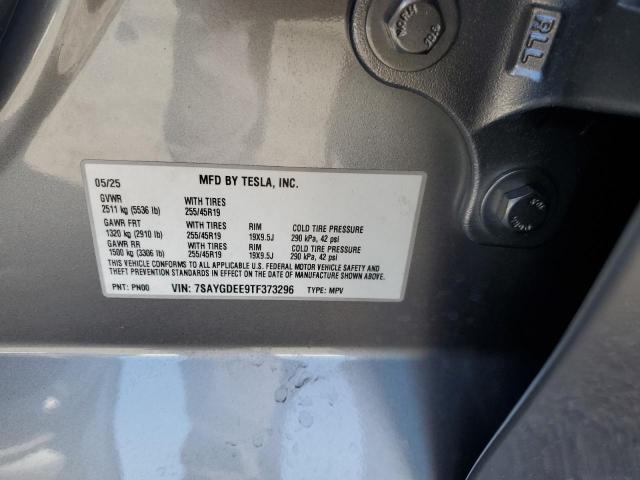 RLL
05/25 MFD BY TESLA, INC.
GVWR WITH TIRES
2511 kg (5536 lb) 255/45R19
GAWR FRT WITH TIRES RIM COLD TIRE PRESSURE
1320 kg (2910 lb) 255/45R19 19X9.5J 290 kPa, 42 psi
GAWR RR WITH TIRES RIM COLD TIRE PRESSURE
1500 kg (3306 lb) 255/45R19 19X9.5J 290 kPa, 42 psi
THIS VEHICLE CONFORMS TO ALL APPLICABLE U.S. FEDERAL MOTOR VEHICLE SAFETY AND
THEFT PREVENTION STANDARDS IN EFFECT ON THE DATE OF MANUFACTURE SHOWN ABOVE.
PNT: PN00 VIN: 7SAYGDEE9TF373296 TYPE: MPV